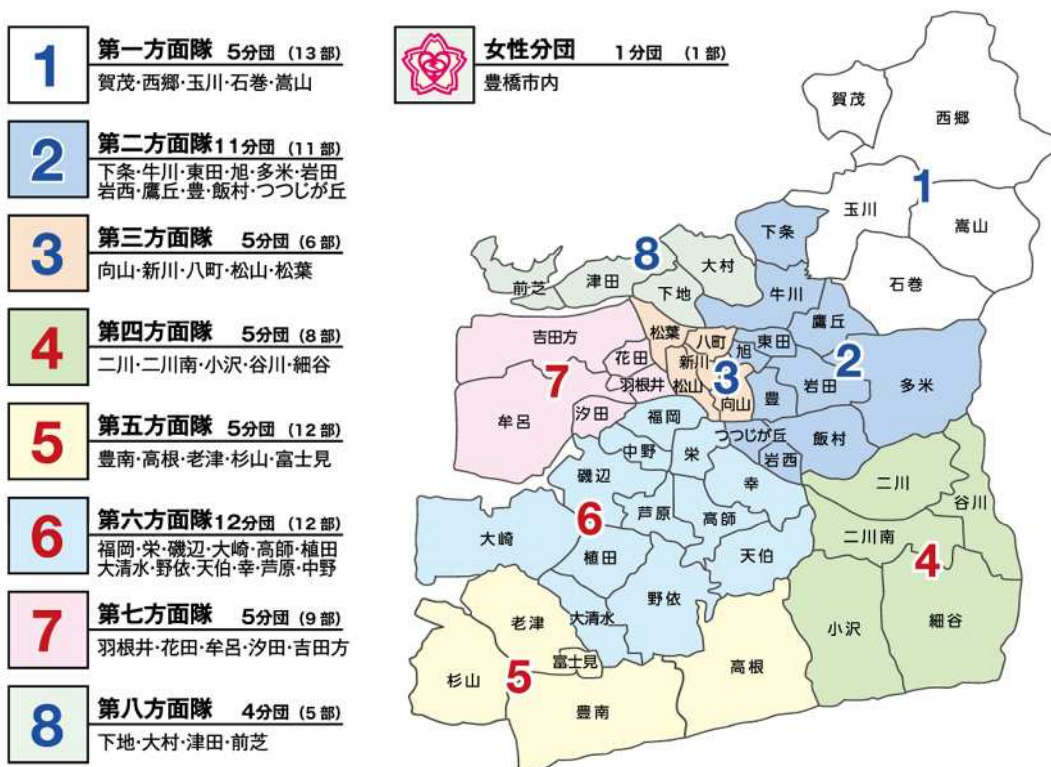 1
第一方面隊 5分団 (13部)
賀茂・西郷・玉川・石巻・嵩山
2
第二方面隊11分団 (11部)
下条・牛川・東田・旭・多米・岩田
岩西・鷹丘・豊・飯村・つつじが丘
3
第三方面隊 5分団 (6部)
向山・新川・八町・松山・松葉
4
第四方面隊 5分団 (8部)
二川・二川南・小沢・谷川・細谷
5
第五方面隊 5分団 (12部)
豊南・高根・老津・杉山・富士見
6
第六方面隊12分団 (12部)
福岡・栄・磯辺・大崎・高師・植田
大清水・野依・天伯・幸・芦原・中野
7
第七方面隊 5分団 (9部)
羽根井・花田・牟呂・汐田・吉田方
8
第八方面隊 4分団 (5部)
下地・大村・津田・前芝
女性分団 1分団 (1部)
豊橋市内
賀茂
西郷
1
玉川
嵩山
石巻
下条
8
大村
津田
前芝
下地
牛川
鷹丘
吉田方
松葉
八町
東田
旭
2
新川
花田
3
7
羽根井
松山
向山
豊
岩田
多米
牟呂
汐田
福岡
つつじが丘
飯村
中野
栄
岩西
磯辺
幸
二川
谷川
芦原
高師
6
大崎
二川南
植田
天伯
4
野依
老津
大清水
小沢
細谷
富士見
高根
杉山
5
豊南